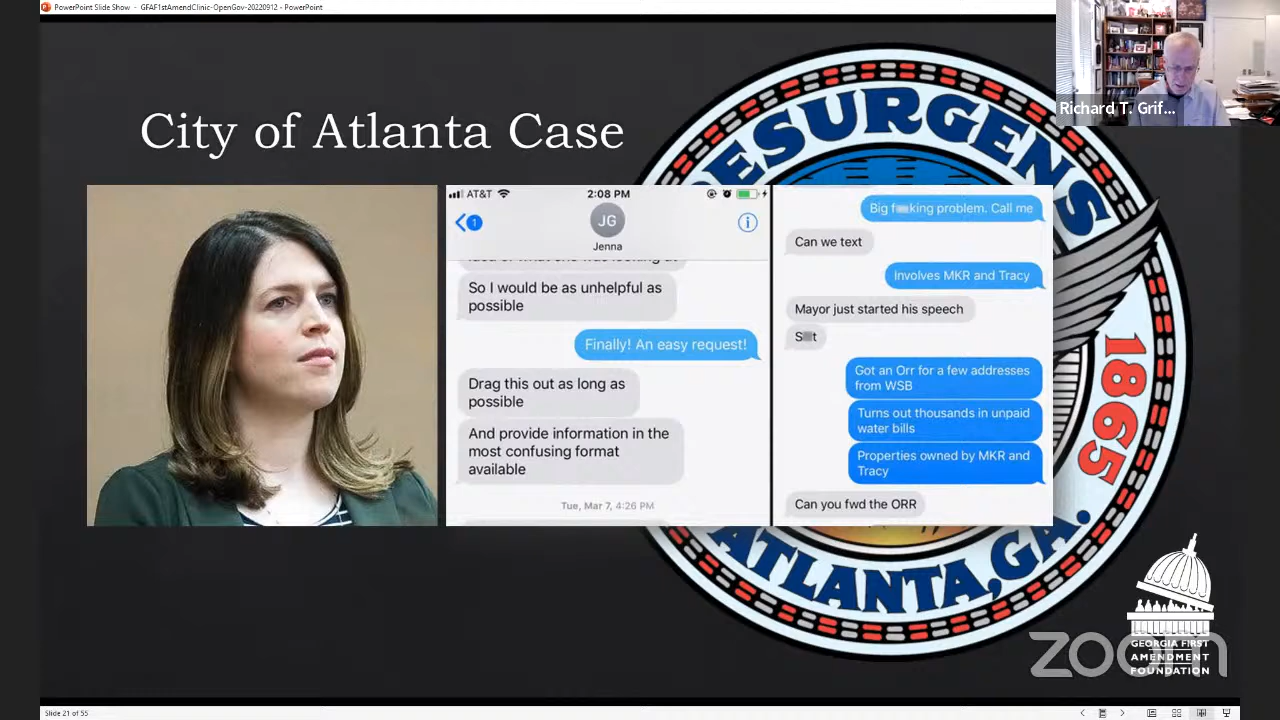 PowerPoint Slide Show - GFAF1stAmendClinic-OpenGov-20220912 - PowerPoint
Richard T. Grif...
City of Atlanta Case
RESURGENS
1865
ATLANTA, GA.
AT&T
2:08 PM
1
JG
Jenna
So I would be as unhelpful as
possible
Finally! An easy request!
Drag this out as long as
possible
And provide information in the
most confusing format
available
Tue, Mar 7, 4:26 PM
Big f king problem. Call me
Can we text
Involves MKR and Tracy
Mayor just started his speech
S t
Got an Orr for a few addresses
from WSB
Turns out thousands in unpaid
water bills
Properties owned by MKR and
Tracy
Can you fwd the ORR
GEORGIA FIRST
AMENDMENT
FOUNDATION
zoom
Slide 21 of 55